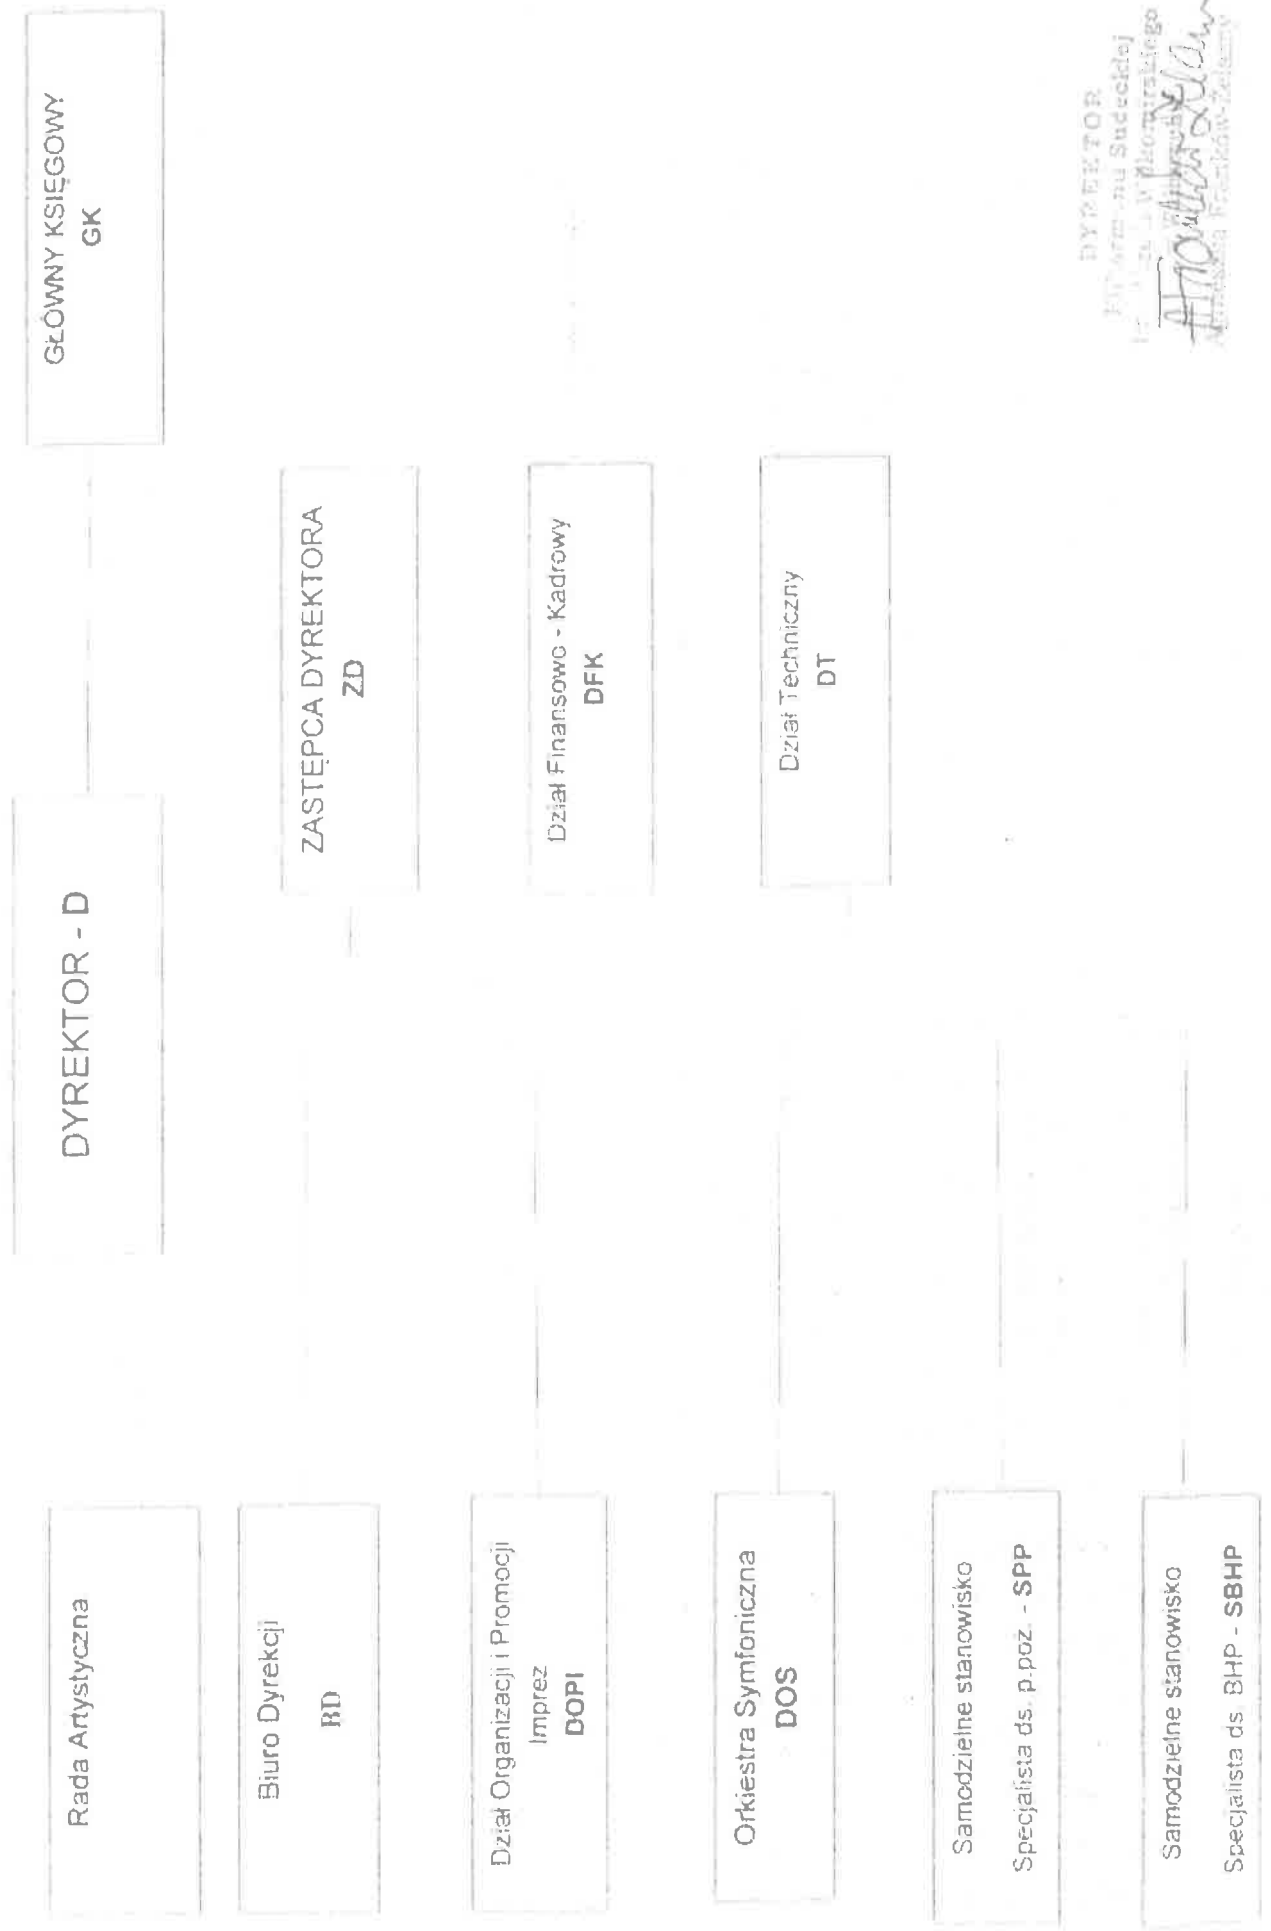 DYREKTOR - D
GŁÓWNY KSIĘGOWY
GK
Rada Artystyczna
Biuro Dyrekcji
BD
ZASTĘPCA DYREKTORA
ZD
Dział Organizacji i Promocji
Imprez
DOPI
Dział Finansowo - Kadrowy
DFK
Orkiestra Symfoniczna
DOS
Dział Techniczny
DT
Samodzielne stanowisko
Specjalista ds. p.poż. - SPP
Samodzielne stanowisko
Specjalista ds. BHP - SBHP
DYREKTOR
Sudeckiej